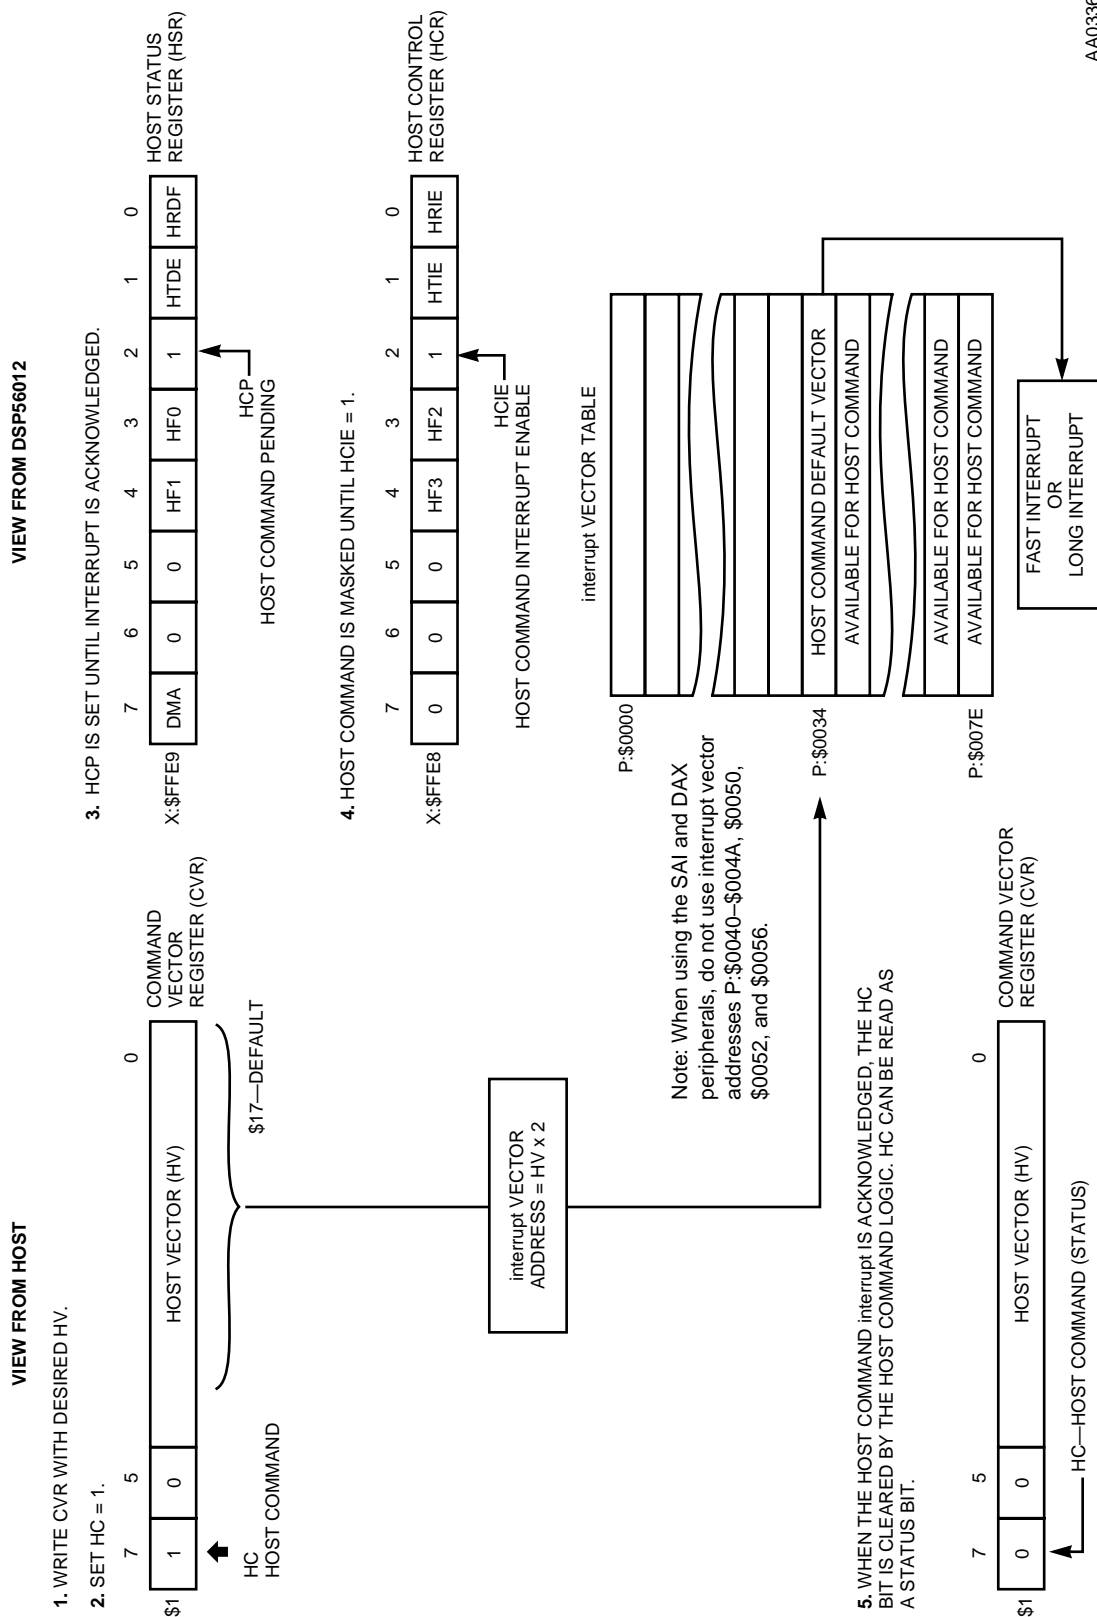 VIEW FROM HOST
1. WRITE CVR WITH DESIRED HV.
2. SET HC = 1.
7 5 0
$1 1 0 HOST VECTOR (HV)
COMMAND
VECTOR
REGISTER (CVR)
HC
HOST COMMAND
$17—DEFAULT
interrupt VECTOR
ADDRESS = HV x 2
5. WHEN THE HOST COMMAND interrupt IS ACKNOWLEDGED, THE HC
BIT IS CLEARED BY THE HOST COMMAND LOGIC. HC CAN BE READ AS
A STATUS BIT.
7 5 0
$1 0 0 HOST VECTOR (HV)
COMMAND VECTOR
REGISTER (CVR)
HC—HOST COMMAND (STATUS)
VIEW FROM DSP56012
3. HCP IS SET UNTIL INTERRUPT IS ACKNOWLEDGED.
7 6 5 4 3 2 1 0
X:$FFE9 DMA 0 0 HF1 HF0 1 HTDE HRDF
HOST STATUS
REGISTER (HSR)
HCP
HOST COMMAND PENDING
4. HOST COMMAND IS MASKED UNTIL HCIE = 1.
7 6 5 4 3 2 1 0
X:$FFE8 0 0 0 HF3 HF2 1 HTIE HRIE
HOST CONTROL
REGISTER (HCR)
HCIE
HOST COMMAND INTERRUPT ENABLE
interrupt VECTOR TABLE
P:$0000
Note: When using the SAI and DAX
peripherals, do not use interrupt vector
addresses P:$0040–$004A, $0050,
$0052, and $0056.
P:$0034 HOST COMMAND DEFAULT VECTOR
AVAILABLE FOR HOST COMMAND
AVAILABLE FOR HOST COMMAND
P:$007E AVAILABLE FOR HOST COMMAND
FAST INTERRUPT
OR
LONG INTERRUPT